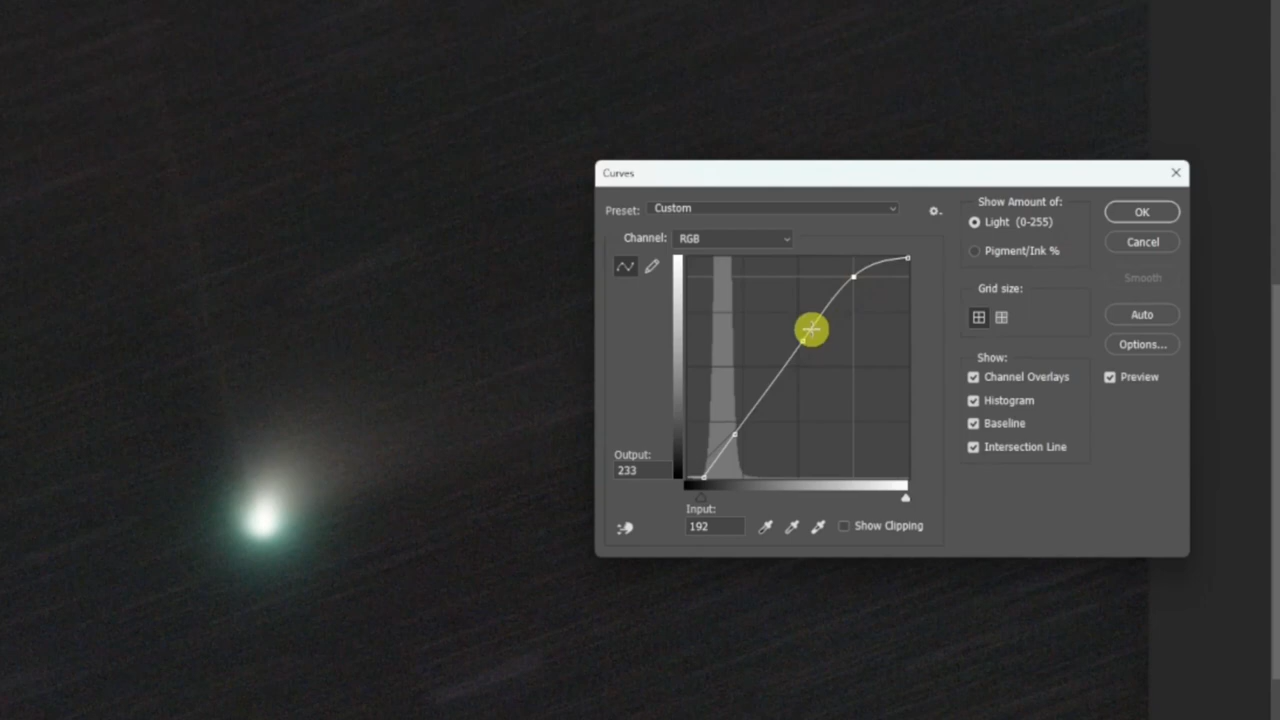 Curves
Preset: Custom
Channel: RGB
Output:
233
Input:
192
Show Clipping
Show Amount of:
Light (0-255)
Pigment/Ink %
Grid size:
Show:
Channel Overlays
Histogram
Baseline
Intersection Line
OK
Cancel
Smooth
Auto
Options...
Preview